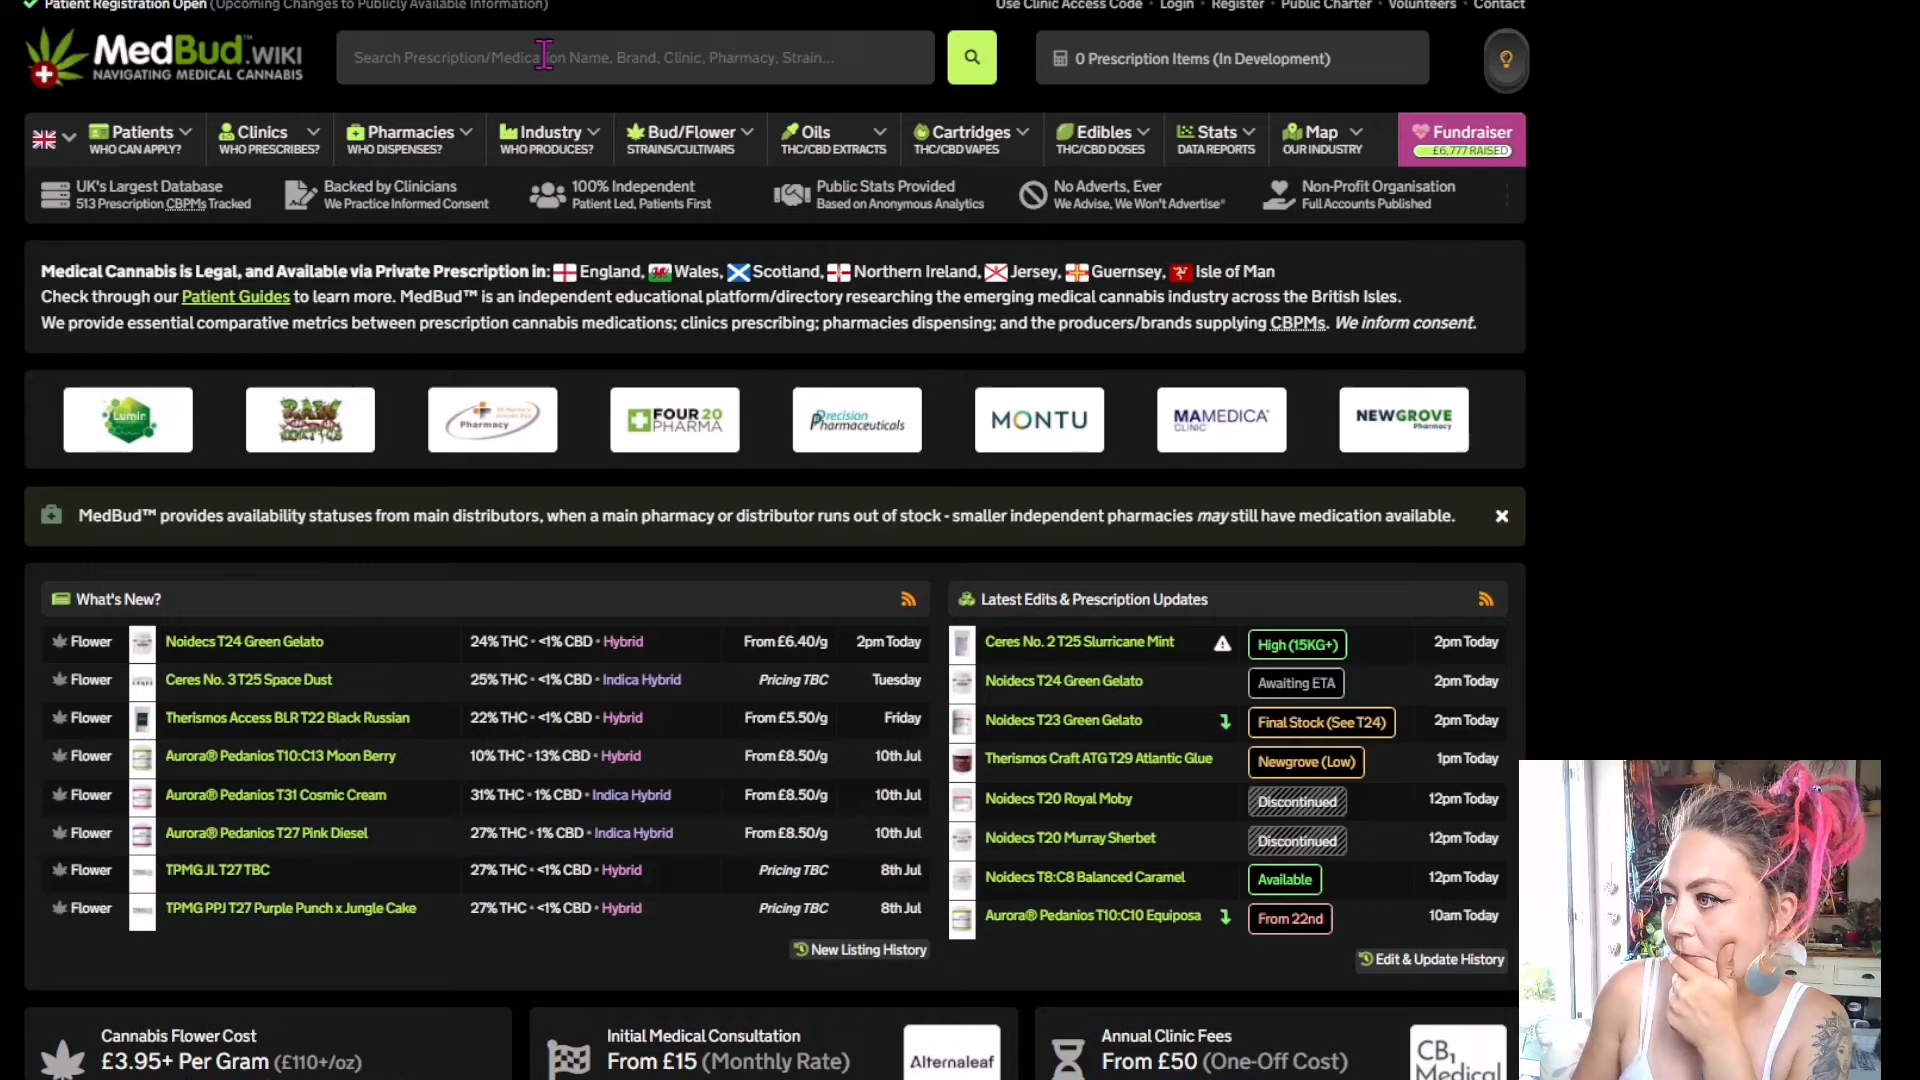 Patient Registration Open (Upcoming Changes to Publicly Available Information)
Use Clinic Access Code • Login • Register • Public Charter • Volunteers • Contact
MedBud™.WIKI
NAVIGATING MEDICAL CANNABIS
Search Prescription/Medication Name, Brand, Clinic, Pharmacy, Strain...
0 Prescription Items (In Development)
Patients
WHO CAN APPLY?
Clinics
WHO PRESCRIBES?
Pharmacies
WHO DISPENSES?
Industry
WHO PRODUCES?
Bud/Flower
STRAINS/CULTIVARS
Oils
THC/CBD EXTRACTS
Cartridges
THC/CBD VAPES
Edibles
THC/CBD DOSES
Stats
DATA REPORTS
Map
OUR INDUSTRY
Fundraiser
£6,777 RAISED
UK's Largest Database
513 Prescription CBPMs Tracked
Backed by Clinicians
We Practice Informed Consent
100% Independent
Patient Led, Patients First
Public Stats Provided
Based on Anonymous Analytics
No Adverts, Ever
We Advise, We Won't Advertise*
Non-Profit Organisation
Full Accounts Published
Medical Cannabis is Legal, and Available via Private Prescription in: England, Wales, Scotland, Northern Ireland, Jersey, Guernsey, Isle of Man
Check through our Patient Guides to learn more. MedBud™ is an independent educational platform/directory researching the emerging medical cannabis industry across the British Isles.
We provide essential comparative metrics between prescription cannabis medications; clinics prescribing; pharmacies dispensing; and the producers/brands supplying CBPMs. We inform consent.
Lumir
Pharmacy
FOUR 20 PHARMA
Precision Pharmaceuticals
MONTU
MAMEDICA CLINIC
NEWGROVE Pharmacy
MedBud™ provides availability statuses from main distributors, when a main pharmacy or distributor runs out of stock - smaller independent pharmacies may still have medication available.
What's New?
Flower Noidecs T24 Green Gelato 24% THC • <1% CBD • Hybrid From £6.40/g 2pm Today
Flower Ceres No. 3 T25 Space Dust 25% THC • <1% CBD • Indica Hybrid Pricing TBC Tuesday
Flower Therismos Access BLR T22 Black Russian 22% THC • <1% CBD • Hybrid From £5.50/g Friday
Flower Aurora® Pedanios T10:C13 Moon Berry 10% THC • 13% CBD • Hybrid From £8.50/g 10th Jul
Flower Aurora® Pedanios T31 Cosmic Cream 31% THC • 1% CBD • Indica Hybrid From £8.50/g 10th Jul
Flower Aurora® Pedanios T27 Pink Diesel 27% THC • 1% CBD • Indica Hybrid From £8.50/g 10th Jul
Flower TPMG JL T27 TBC 27% THC • <1% CBD • Hybrid Pricing TBC 8th Jul
Flower TPMG PPJ T27 Purple Punch x Jungle Cake 27% THC • <1% CBD • Hybrid Pricing TBC 8th Jul
New Listing History
Latest Edits & Prescription Updates
Ceres No. 2 T25 Slurricane Mint High (15KG+) 2pm Today
Noidecs T24 Green Gelato Awaiting ETA 2pm Today
Noidecs T23 Green Gelato Final Stock (See T24) 2pm Today
Therismos Craft ATG T29 Atlantic Glue Newgrove (Low) 1pm Today
Noidecs T20 Royal Moby Discontinued 12pm Today
Noidecs T20 Murray Sherbet Discontinued 12pm Today
Noidecs T8:C8 Balanced Caramel Available 12pm Today
Aurora® Pedanios T10:C10 Equiposa From 22nd 10am Today
Edit & Update History
Cannabis Flower Cost
£3.95+ Per Gram (£110+/oz)
Initial Medical Consultation
From £15 (Monthly Rate)
Alternaleaf
Annual Clinic Fees
From £50 (One-Off Cost)
CB1 Medical